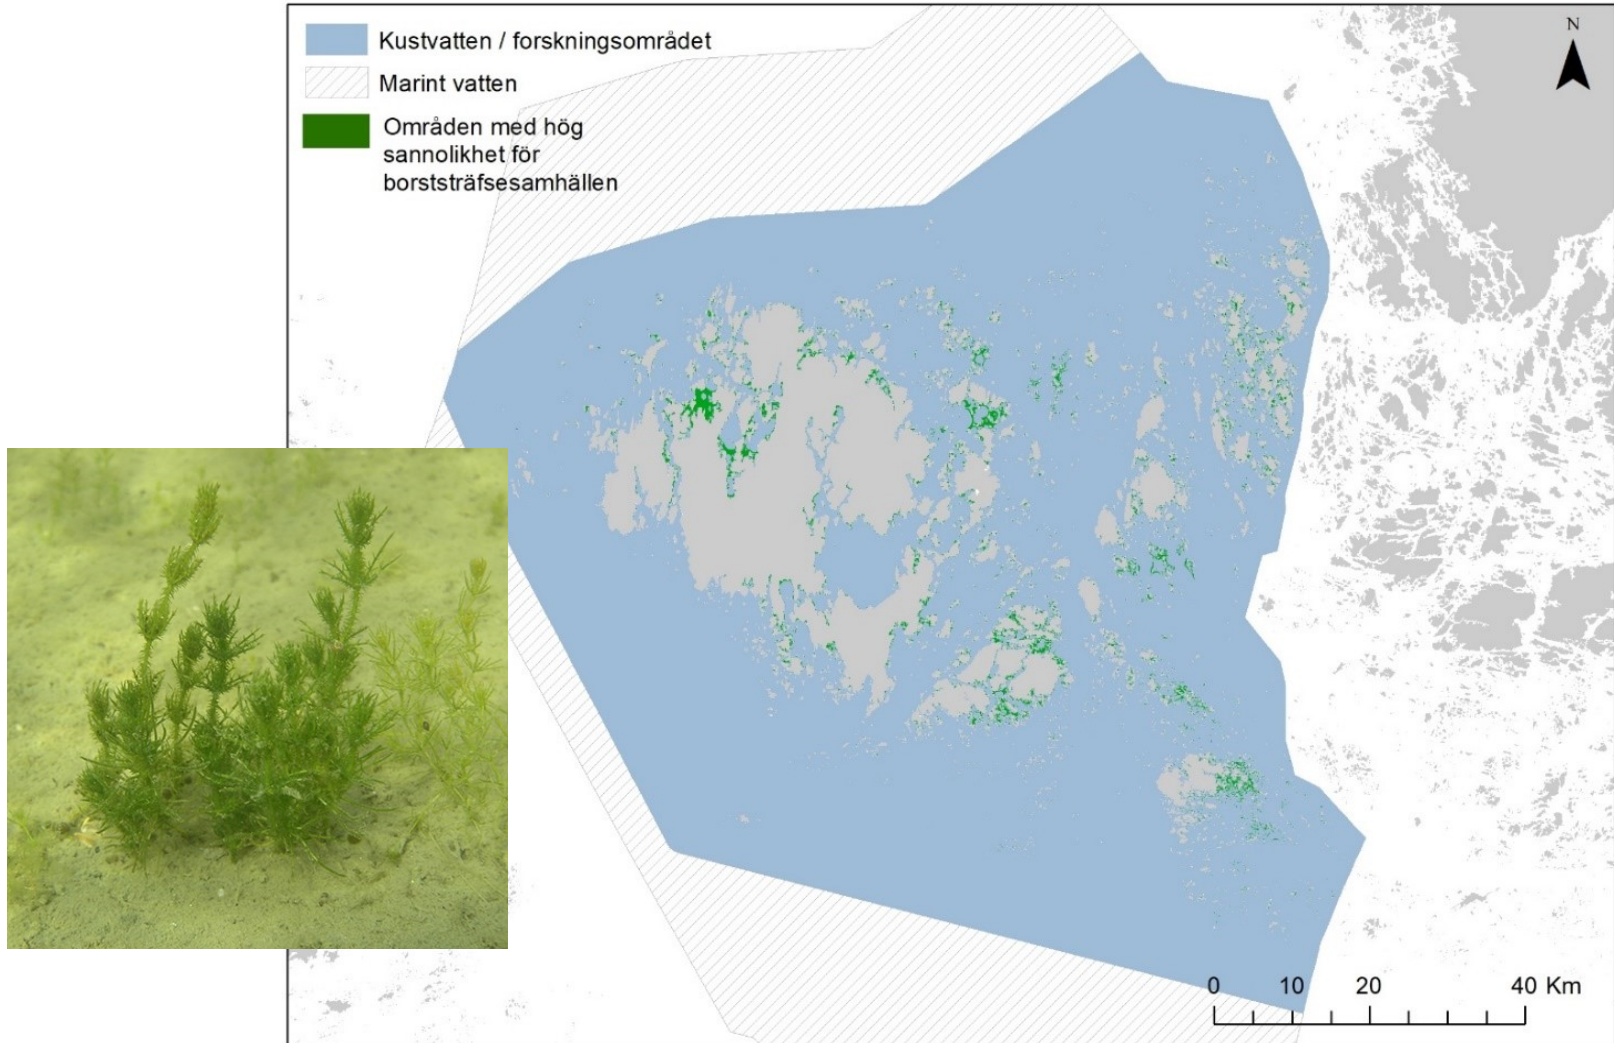 Kustvatten / forskningsområdet
Marint vatten
Områden med hög
sannolikhet för
borststräfsesamhällen
N
0 10 20 40 Km